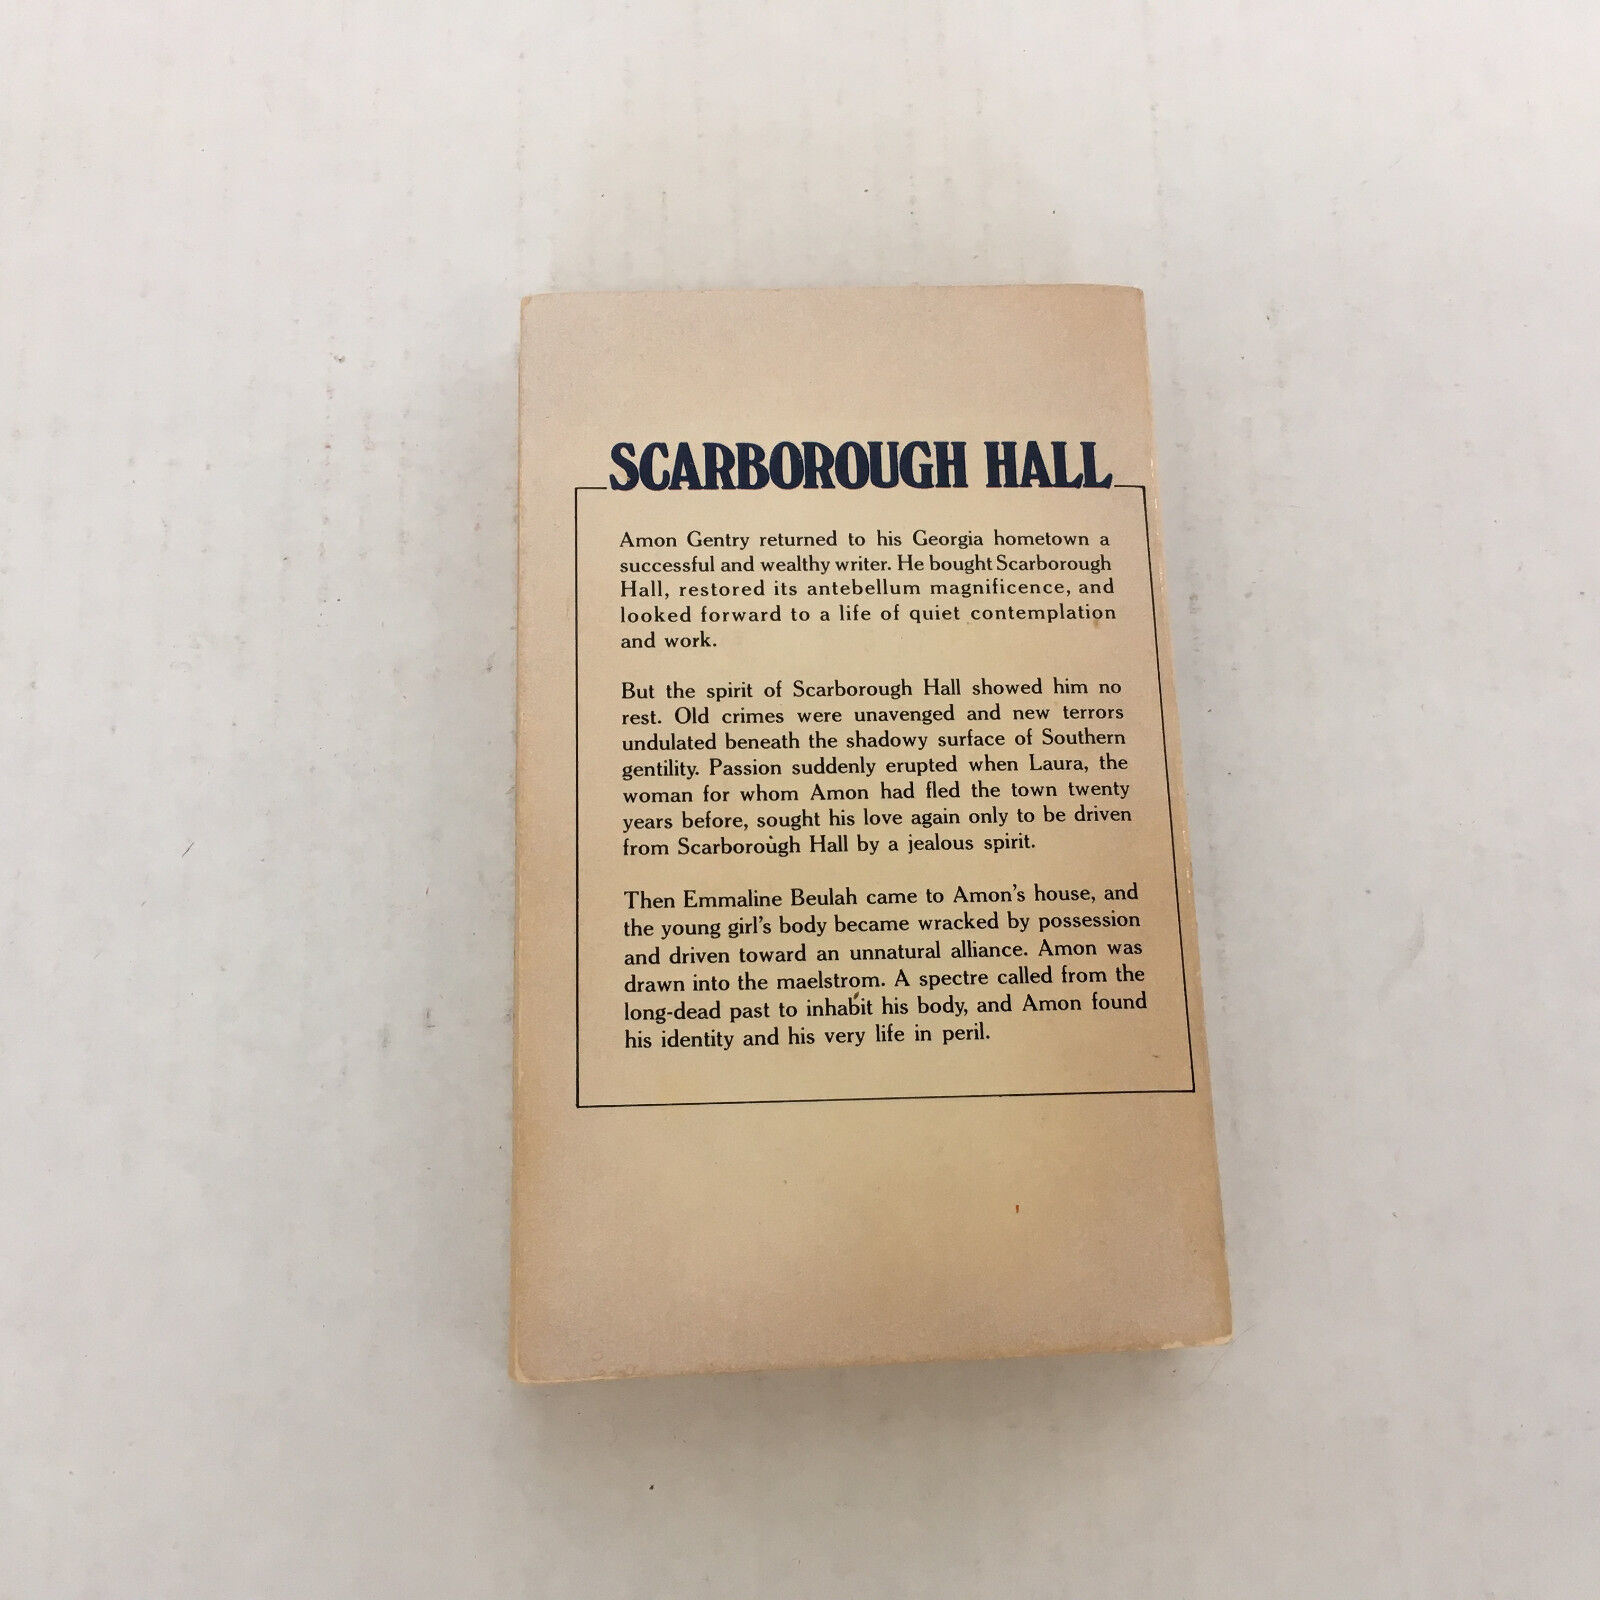 SCARBOROUGH HALL
Amon Gentry returned to his Georgia hometown a
successful and wealthy writer. He bought Scarborough
Hall, restored its antebellum magnificence, and
looked forward to a life of quiet contemplation
and work.
But the spirit of Scarborough Hall showed him no
rest. Old crimes were unavenged and new terrors
undulated beneath the shadowy surface of Southern
gentility. Passion suddenly erupted when Laura, the
woman for whom Amon had fled the town twenty
years before, sought his love again only to be driven
from Scarborough Hall by a jealous spirit.
Then Emmaline Beulah came to Amon's house, and
the young girl's body became wracked by possession
and driven toward an unnatural alliance. Amon was
drawn into the maelstrom. A spectre called from the
long-dead past to inhabit his body, and Amon found
his identity and his very life in peril.